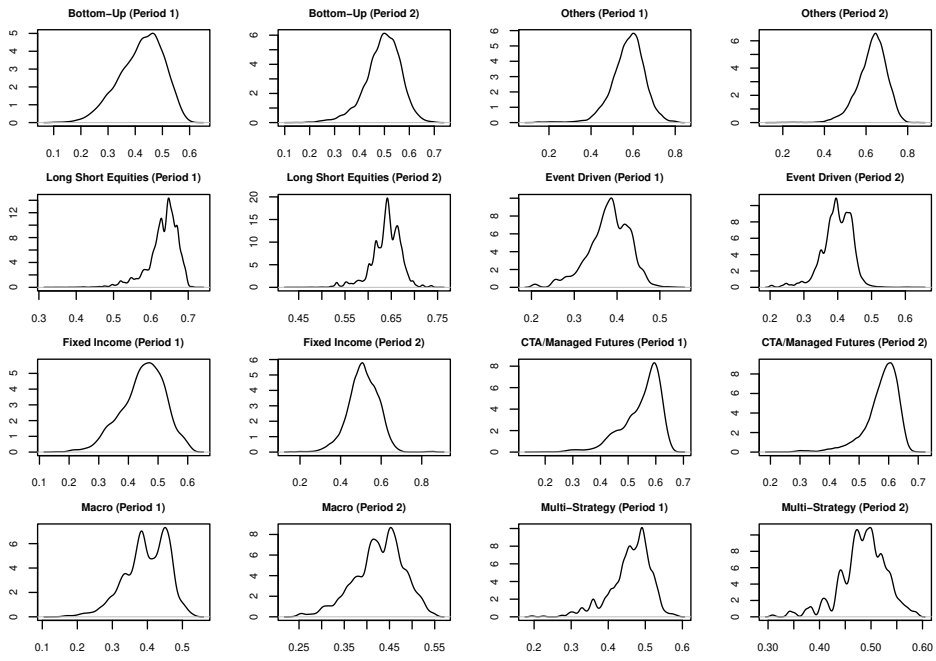 Bottom−Up (Period 1) Bottom−Up (Period 2) Others (Period 1) Others (Period 2)
0 1 2 3 4 5 0 2 4 6 0 1 2 3 4 5 6 0 2 4 6
0.1 0.2 0.3 0.4 0.5 0.6 0.1 0.2 0.3 0.4 0.5 0.6 0.7 0.2 0.4 0.6 0.8 0.2 0.4 0.6 0.8
Long Short Equities (Period 1) Long Short Equities (Period 2) Event Driven (Period 1) Event Driven (Period 2)
0 4 8 12 0 5 10 15 20 0 2 4 6 8 0 2 4 6 8
0.3 0.4 0.5 0.6 0.7 0.45 0.55 0.65 0.75 0.2 0.3 0.4 0.5 0.2 0.3 0.4 0.5 0.6
Fixed Income (Period 1) Fixed Income (Period 2) CTA/Managed Futures (Period 1) CTA/Managed Futures (Period 2)
0 1 2 3 4 5 0 1 2 3 4 5 6 0 2 4 6 8 0 2 4 6 8
0.1 0.2 0.3 0.4 0.5 0.6 0.2 0.4 0.6 0.8 0.2 0.3 0.4 0.5 0.6 0.7 0.2 0.3 0.4 0.5 0.6 0.7
Macro (Period 1) Macro (Period 2) Multi−Strategy (Period 1) Multi−Strategy (Period 2)
0 2 4 6 0 2 4 6 8 0 2 4 6 8 0 2 4 6 8
0.1 0.2 0.3 0.4 0.5 0.25 0.35 0.45 0.55 0.2 0.3 0.4 0.5 0.6 0.30 0.40 0.50 0.60